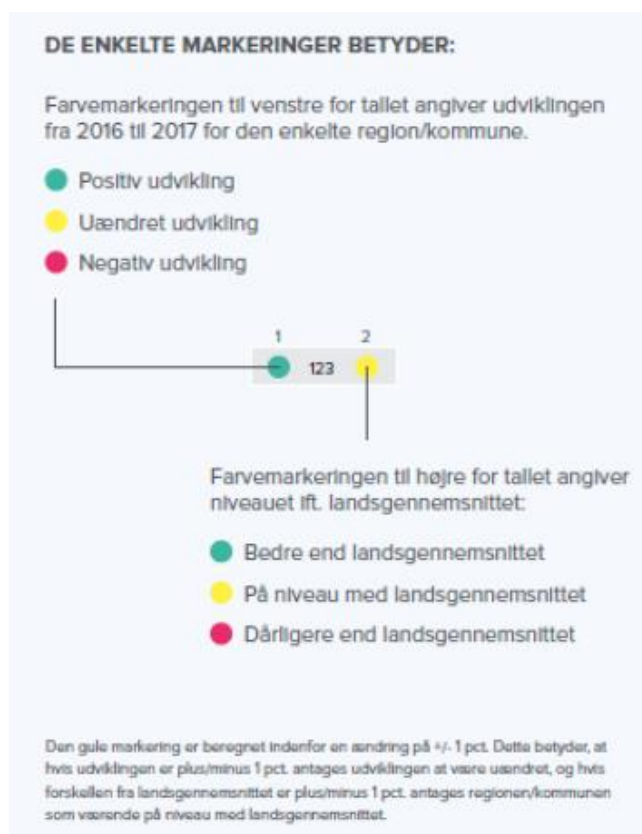 DE ENKELTE MARKERINGER BETYDER:
Farvemarkeringen til venstre for tallet angiver udviklingen
fra 2016 til 2017 for den enkelte region/kommune.
Positiv udvikling
Uændret udvikling
Negativ udvikling
1 2
123
Farvemarkeringen til højre for tallet angiver
niveauet ift. landsgennemsnittet:
Bedre end landsgennemsnittet
På niveau med landsgennemsnittet
Dårligere end landsgennemsnittet
Den gule markering er beregnet indenfor en ændring på +/- 1 pct. Dette betyder, at
hvis udviklingen er plus/minus 1 pct. antages udviklingen at være uændret, og hvis
forskellen fra landsgennemsnittet er plus/minus 1 pct. antages regionen/kommunen
som værende på niveau med landsgennemsnittet.